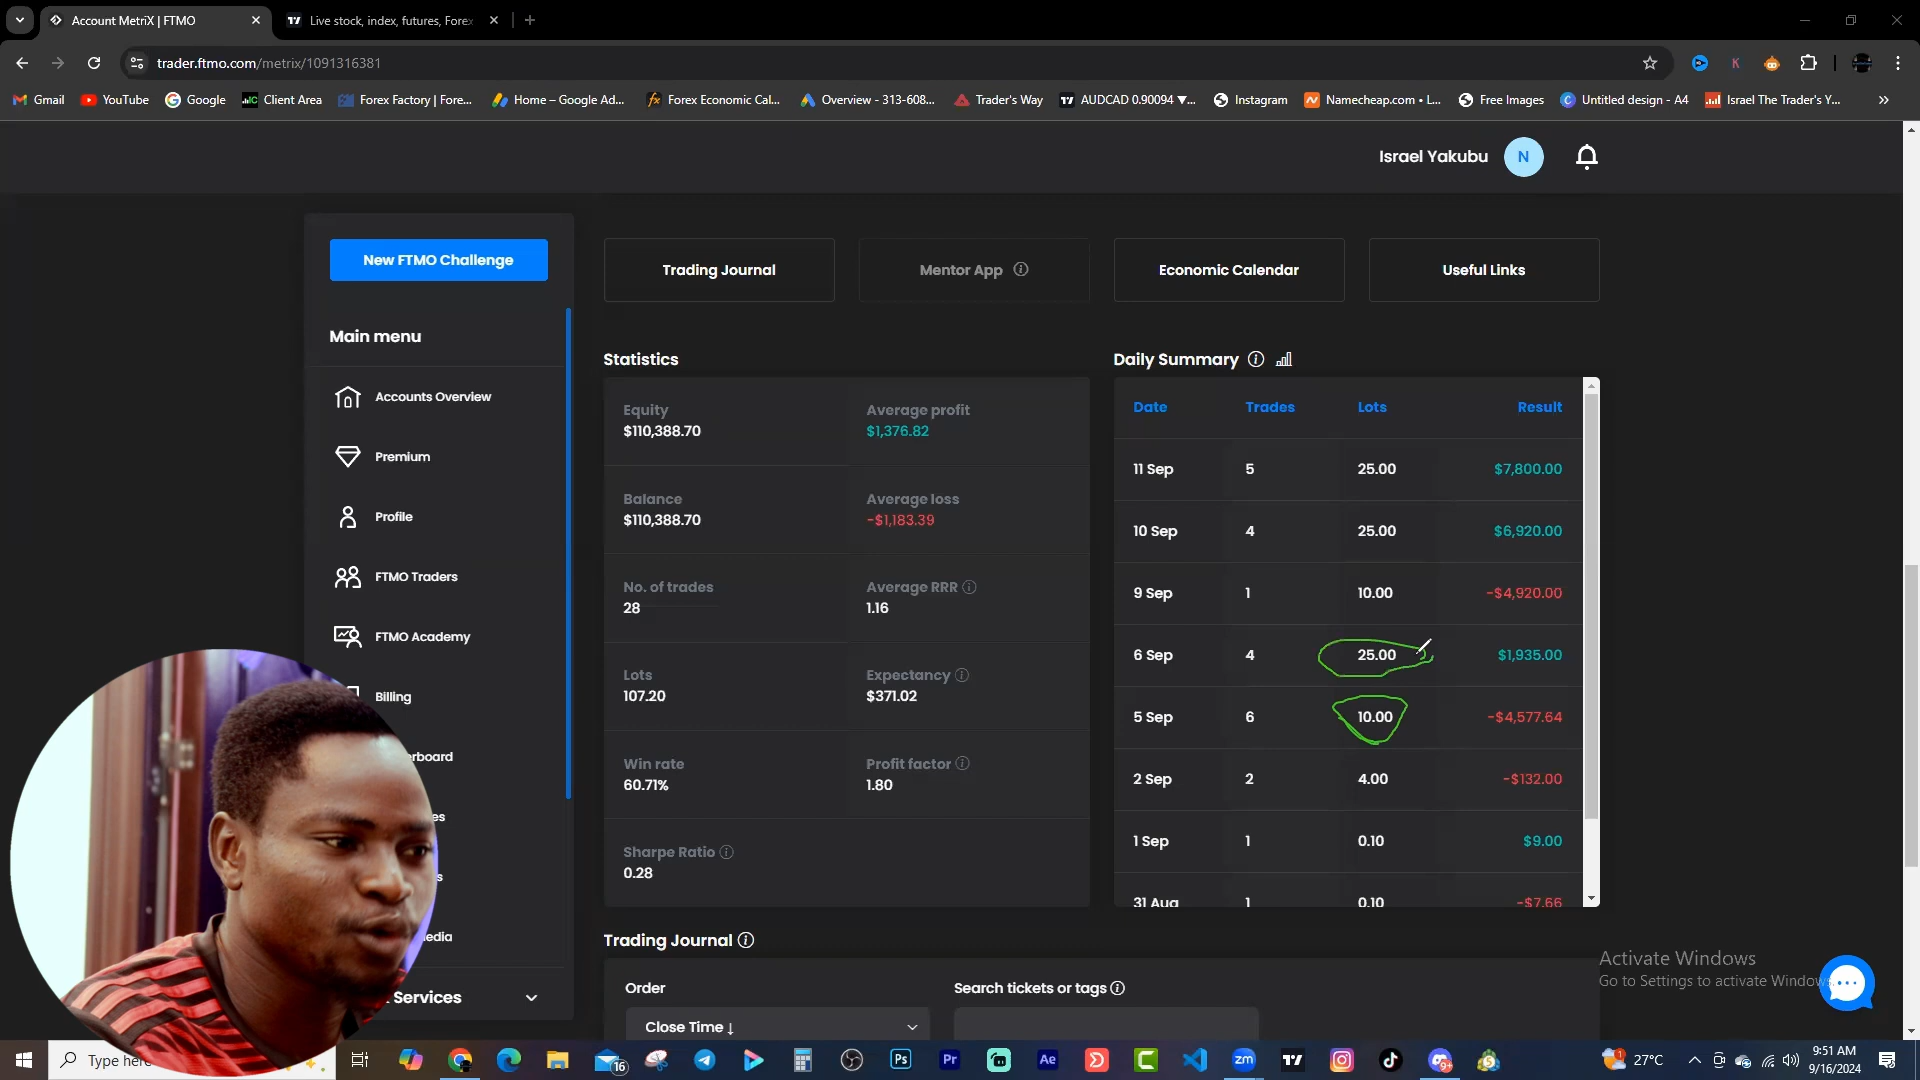 Account MetriX | FTMO
Live stock, index, futures, Forex
trader.ftmo.com/metrix/1091316381
Gmail
YouTube
Google
Client Area
Forex Factory | Fore...
Home – Google Ad...
Forex Economic Cal...
Overview - 313-608...
Trader's Way
AUDCAD 0.90094 ▼...
Instagram
Namecheap.com • L...
Free Images
Untitled design - A4
Israel The Trader's Y...
Israel Yakubu
N
New FTMO Challenge
Main menu
Accounts Overview
Premium
Profile
FTMO Traders
FTMO Academy
Billing
Services
Trading Journal
Mentor App
Economic Calendar
Useful Links
Statistics
Equity
$110,388.70
Average profit
$1,376.82
Balance
$110,388.70
Average loss
-$1,183.39
No. of trades
28
Average RRR
1.16
Lots
107.20
Expectancy
$371.02
Win rate
60.71%
Profit factor
1.80
Sharpe Ratio
0.28
Daily Summary
Date Trades Lots Result
11 Sep 5 25.00 $7,800.00
10 Sep 4 25.00 $6,920.00
9 Sep 1 10.00 -$4,920.00
6 Sep 4 25.00 $1,935.00
5 Sep 6 10.00 -$4,577.64
2 Sep 2 4.00 -$132.00
1 Sep 1 0.10 $9.00
31 Aug 1 0.10 -$7.66
Trading Journal
Order
Close Time ↓
Search tickets or tags
Activate Windows
Go to Settings to activate Windows
Type here
16
Ps
Pr
Ae
zm
9+
27°C
9:51 AM
9/16/2024